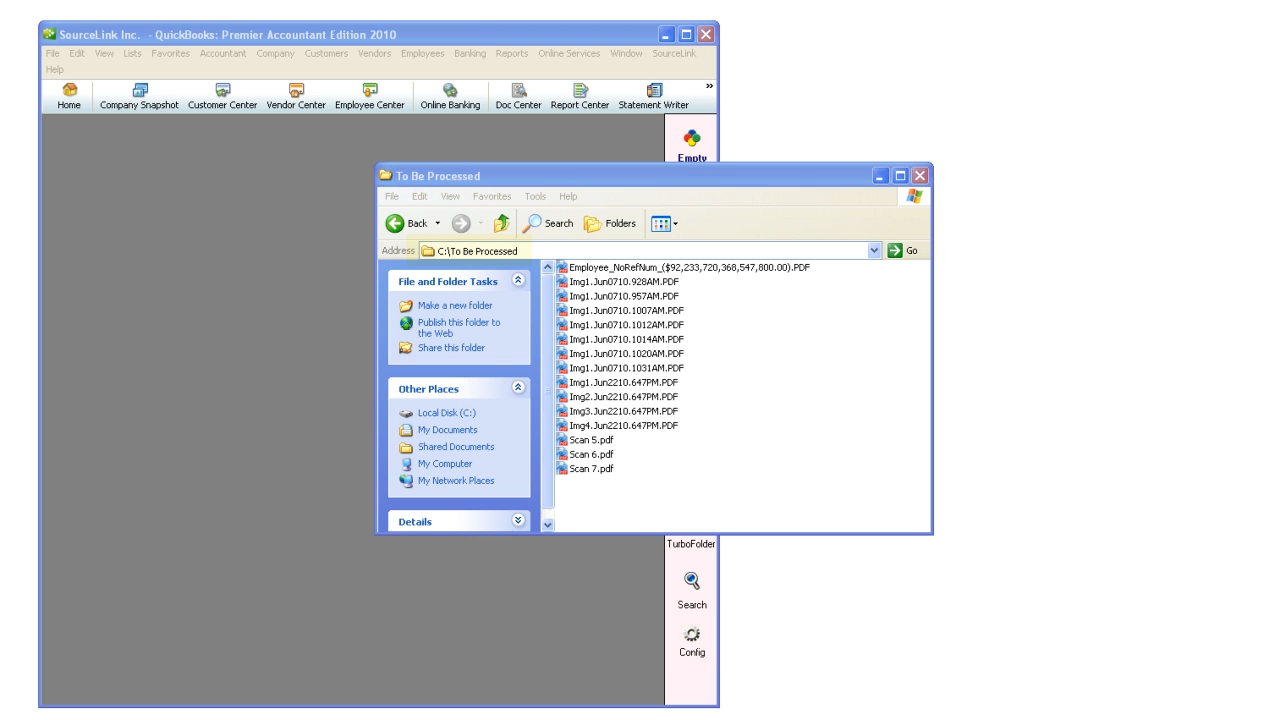 SourceLink Inc. - QuickBooks: Premier Accountant Edition 2010
File Edit View Lists Favorites Accountant Company Customers Vendors Employees Banking Reports Online Services Window SourceLink
Help
Home Company Snapshot Customer Center Vendor Center Employee Center Online Banking Doc Center Report Center Statement Writer »
Empty
To Be Processed
File Edit View Favorites Tools Help
Back Search Folders
Address C:\To Be Processed Go
File and Folder Tasks
Make a new folder
Publish this folder to
the Web
Share this folder
Other Places
Local Disk (C:)
My Documents
Shared Documents
My Computer
My Network Places
Details
Employee_NoRefNum_($92,233,720,368,547,800.00).PDF
Img1.Jun0710.928AM.PDF
Img1.Jun0710.957AM.PDF
Img1.Jun0710.1007AM.PDF
Img1.Jun0710.1012AM.PDF
Img1.Jun0710.1014AM.PDF
Img1.Jun0710.1020AM.PDF
Img1.Jun0710.1031AM.PDF
Img1.Jun2210.647PM.PDF
Img2.Jun2210.647PM.PDF
Img3.Jun2210.647PM.PDF
Img4.Jun2210.647PM.PDF
Scan 5.pdf
Scan 6.pdf
Scan 7.pdf
TurboFolder
Search
Config